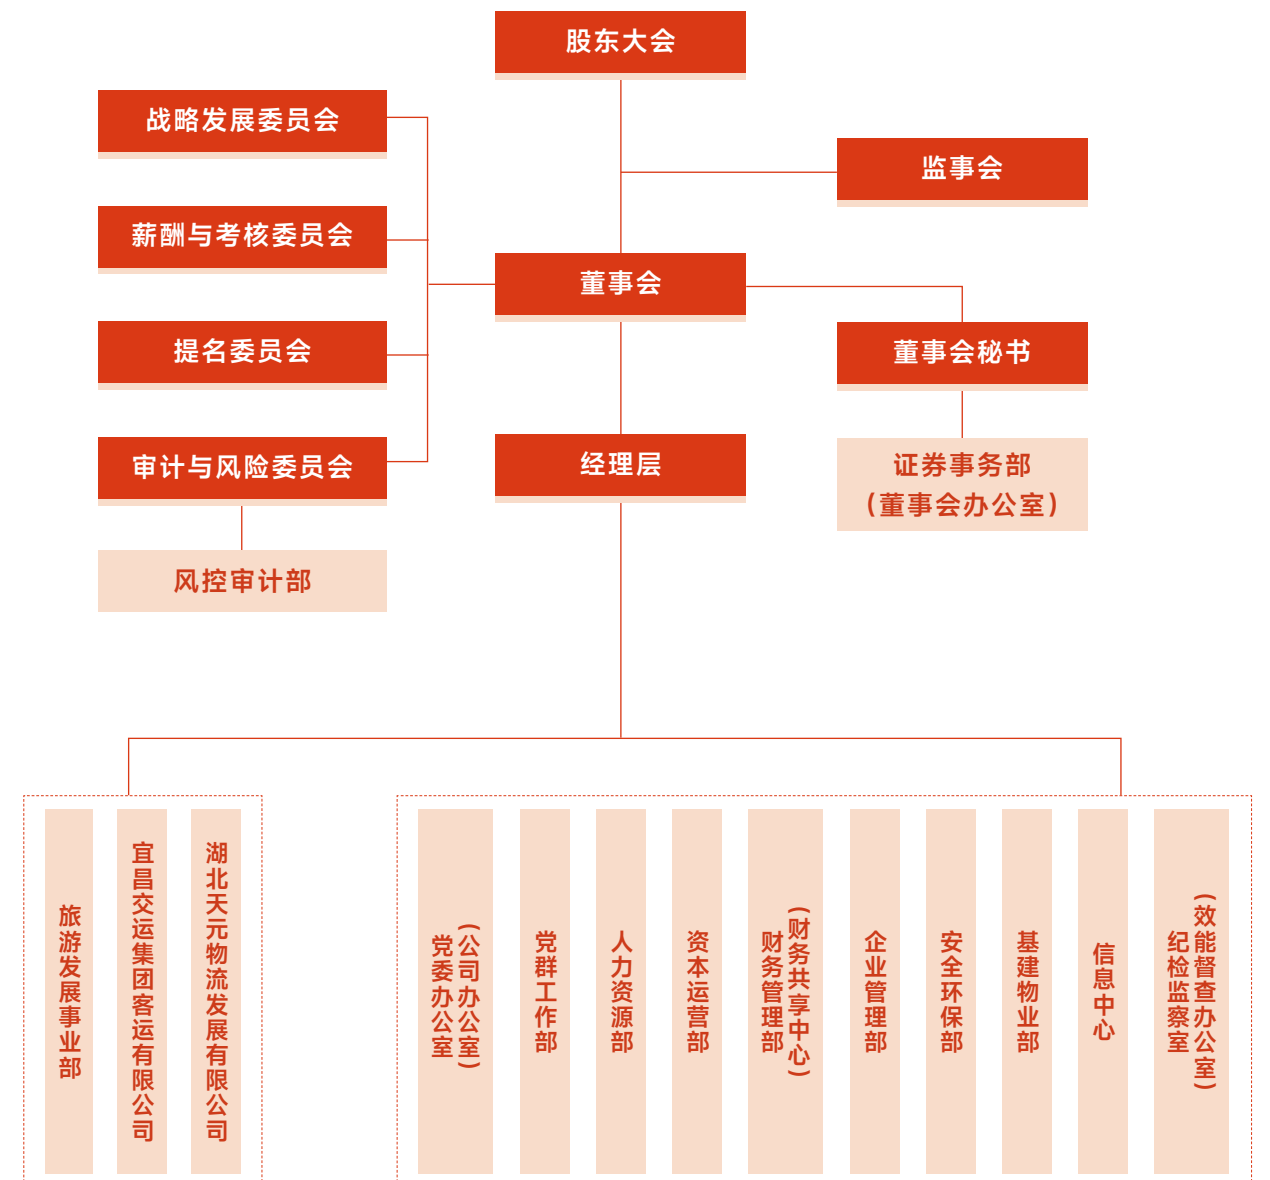 股东大会
战略发展委员会
监事会
薪酬与考核委员会
董事会
提名委员会
董事会秘书
审计与风险委员会
经理层
证券事务部
(董事会办公室)
风控审计部
旅游发展事业部
宜昌交运集团客运有限公司
湖北天元物流发展有限公司
党委办公室
(公司办公室)
党群工作部
人力资源部
资本运营部
财务管理部
(财务共享中心)
企业管理部
安全环保部
基建物业部
信息中心
纪检监察室
(效能督查办公室)